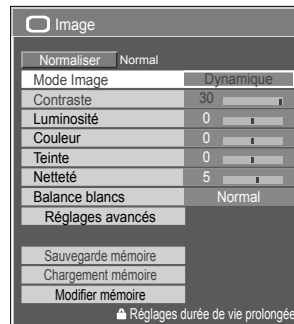 Image
Normaliser Normal
Mode Image Dynamique
Contraste 30
Luminosité 0
Couleur 0
Teinte 0
Netteté 5
Balance blancs Normal
Réglages avancés
Sauvegarde mémoire
Chargement mémoire
Modifier mémoire
Réglages durée de vie prolongée